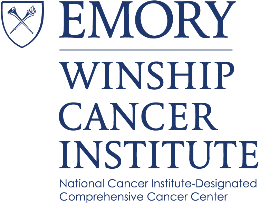 EMORY
WINSHIP
CANCER
INSTITUTE
National Cancer Institute-Designated
Comprehensive Cancer Center